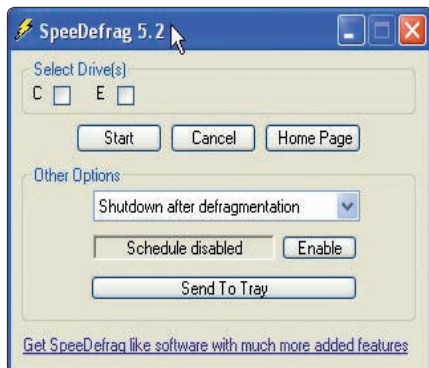 SpeeDefrag 5.2
Select Drive(s)
C E
Start Cancel Home Page
Other Options
Shutdown after defragmentation
Schedule disabled Enable
Send To Tray
Get SpeeDefrag like software with much more added features